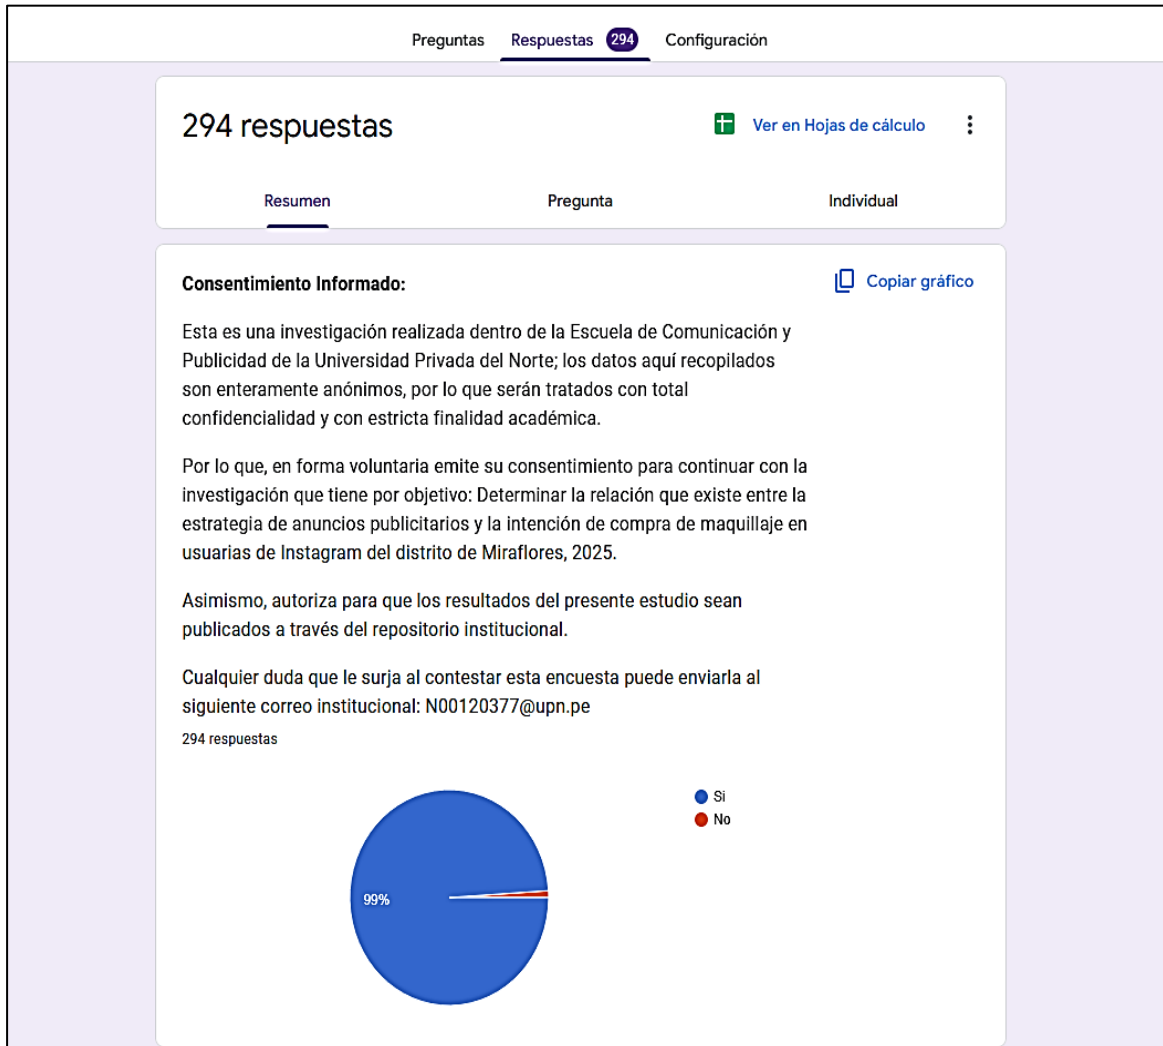 Preguntas Respuestas 294 Configuración
294 respuestas
Ver en Hojas de cálculo
Resumen Pregunta Individual
Consentimiento Informado:
Copiar gráfico
Esta es una investigación realizada dentro de la Escuela de Comunicación y
Publicidad de la Universidad Privada del Norte; los datos aquí recopilados
son enteramente anónimos, por lo que serán tratados con total
confidencialidad y con estricta finalidad académica.
Por lo que, en forma voluntaria emite su consentimiento para continuar con la
investigación que tiene por objetivo: Determinar la relación que existe entre la
estrategia de anuncios publicitarios y la intención de compra de maquillaje en
usuarias de Instagram del distrito de Miraflores, 2025.
Asimismo, autoriza para que los resultados del presente estudio sean
publicados a través del repositorio institucional.
Cualquier duda que le surja al contestar esta encuesta puede enviarla al
siguiente correo institucional: N00120377@upn.pe
294 respuestas
Si
No
99%